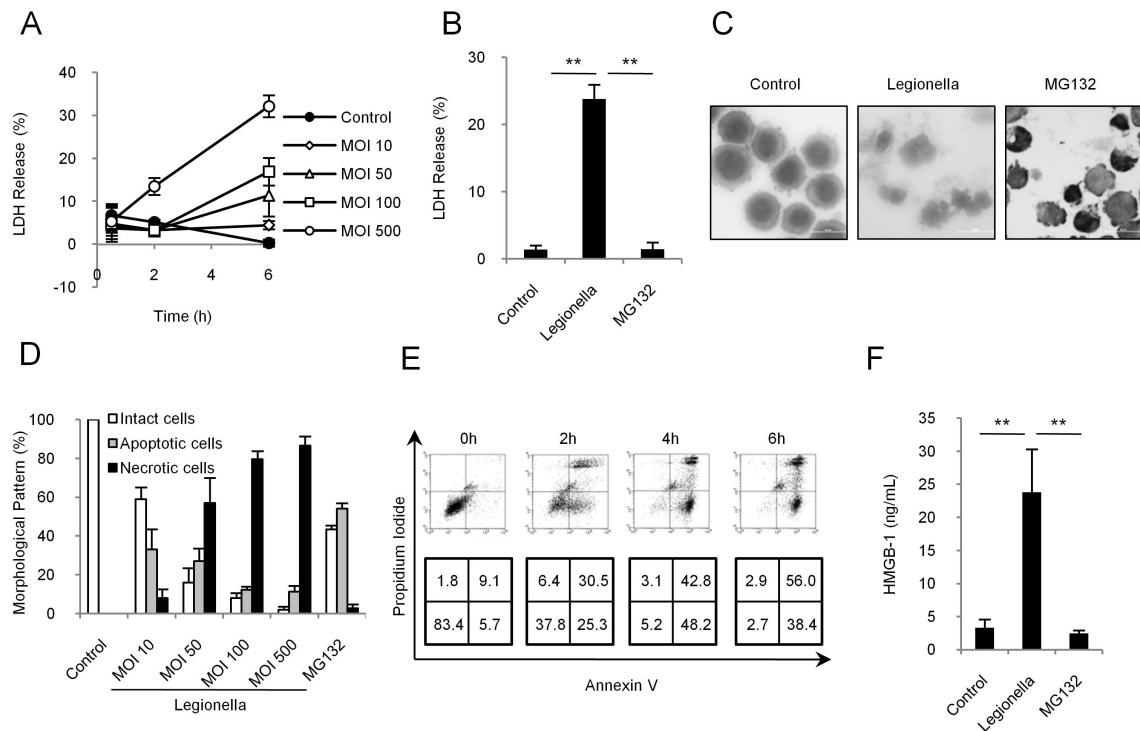 A
LDH Release (%)
40
30
20
10
0
-10
0
2
4
6
Time (h)
Control
MOI 10
MOI 50
MOI 100
MOI 500
B
LDH Release (%)
30
20
10
0
**
**
Control
Legionella
MG132
C
Control
Legionella
MG132
D
Morphological Pattern (%)
100
80
60
40
20
0
Intact cells
Apoptotic cells
Necrotic cells
Control
MOI 10
MOI 50
MOI 100
MOI 500
MG132
Legionella
E
Propidium Iodide
0h
2h
4h
6h
1.8 9.1
83.4 5.7
6.4 30.5
37.8 25.3
3.1 42.8
5.2 48.2
2.9 56.0
2.7 38.4
Annexin V
F
HMGB-1 (ng/mL)
35
30
25
20
15
10
5
0
**
**
Control
Legionella
MG132